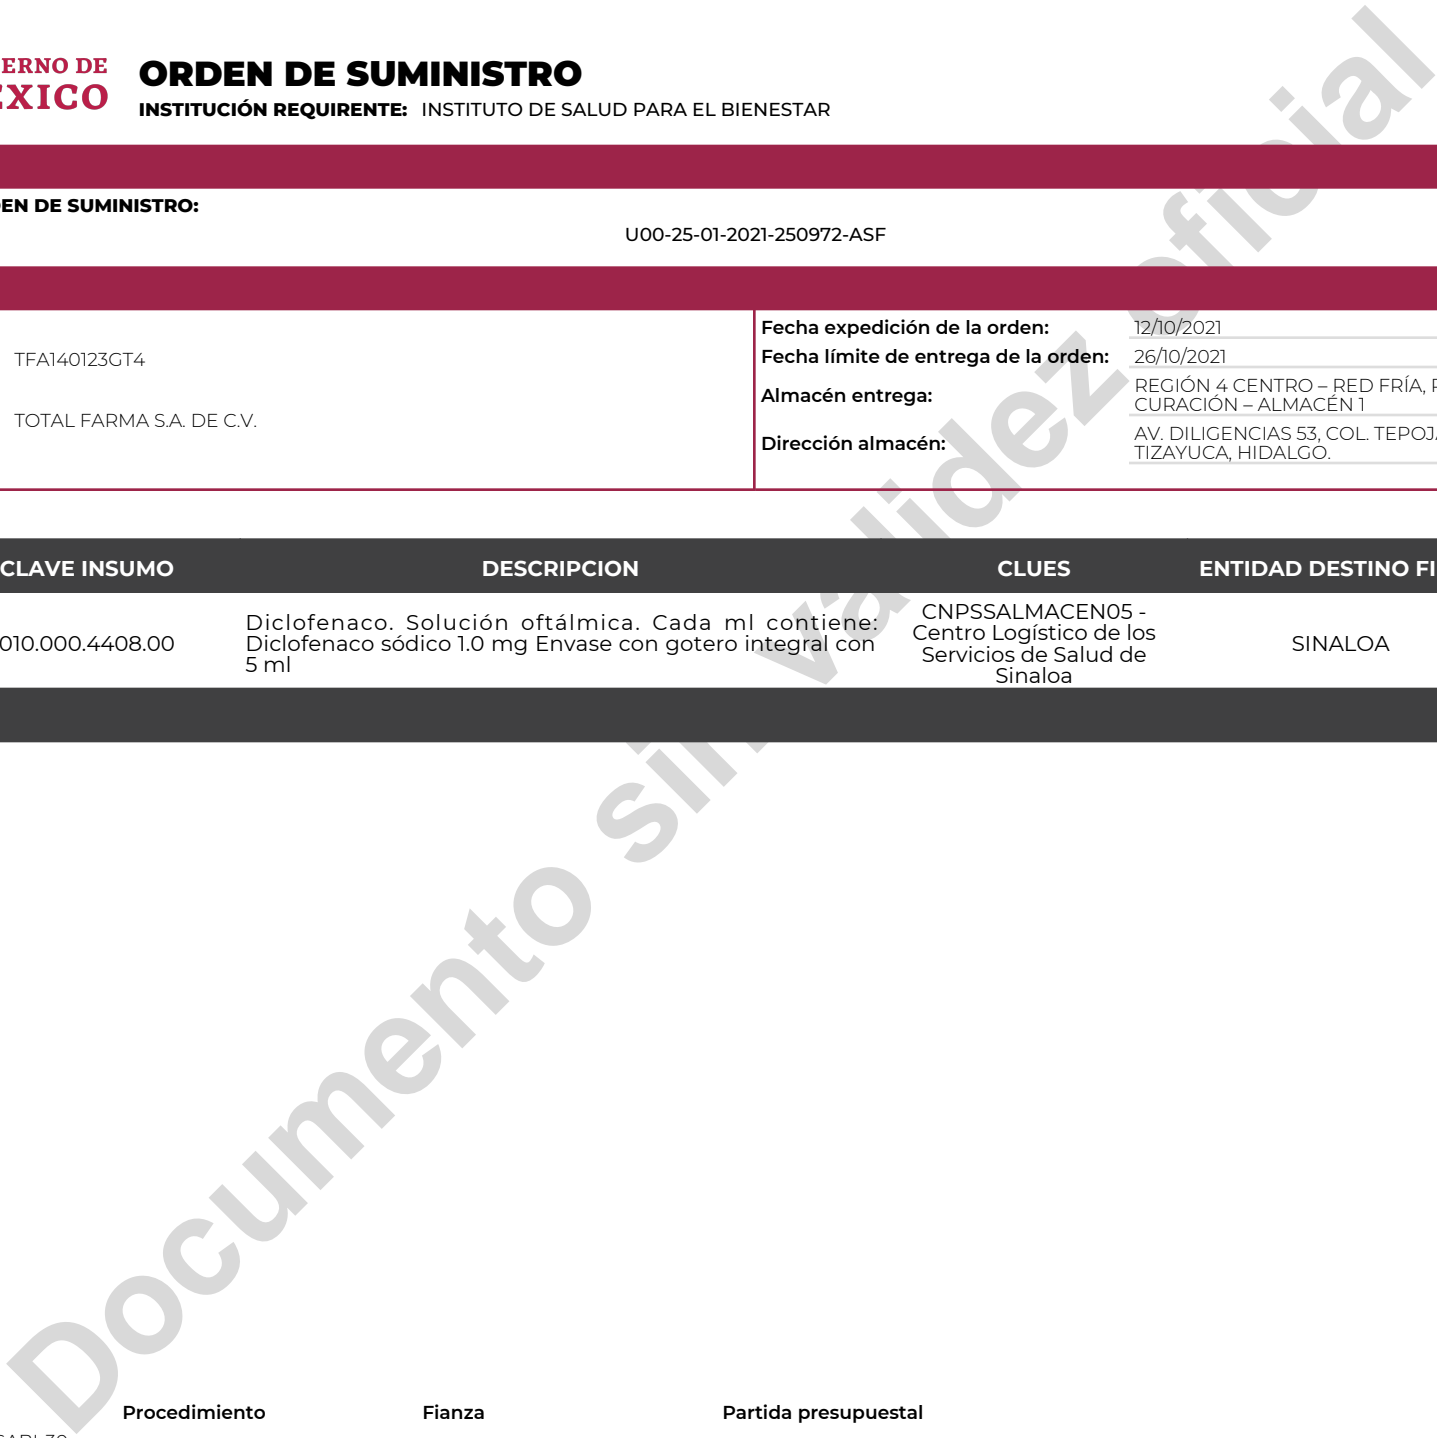 ERNO DE
ÉXICO
ORDEN DE SUMINISTRO
INSTITUCIÓN REQUIRENTE: INSTITUTO DE SALUD PARA EL BIENESTAR
EN DE SUMINISTRO:
U00-25-01-2021-250972-ASF
TFA140123GT4
TOTAL FARMA S.A. DE C.V.
Fecha expedición de la orden: 12/10/2021
Fecha límite de entrega de la orden: 26/10/2021
Almacén entrega: REGIÓN 4 CENTRO – RED FRÍA,
CURACIÓN – ALMACÉN 1
Dirección almacén: AV. DILIGENCIAS 53, COL. TEPOJ
TIZAYUCA, HIDALGO.
CLAVE INSUMO DESCRIPCION CLUES ENTIDAD DESTINO FI
010.000.4408.00
Diclofenaco. Solución oftálmica. Cada ml contiene:
Diclofenaco sódico 1.0 mg Envase con gotero integral con
5 ml
CNPSSALMACEN05 -
Centro Logístico de los
Servicios de Salud de
Sinaloa
SINALOA
Documento sin validez oficial
Procedimiento Fianza Partida presupuestal